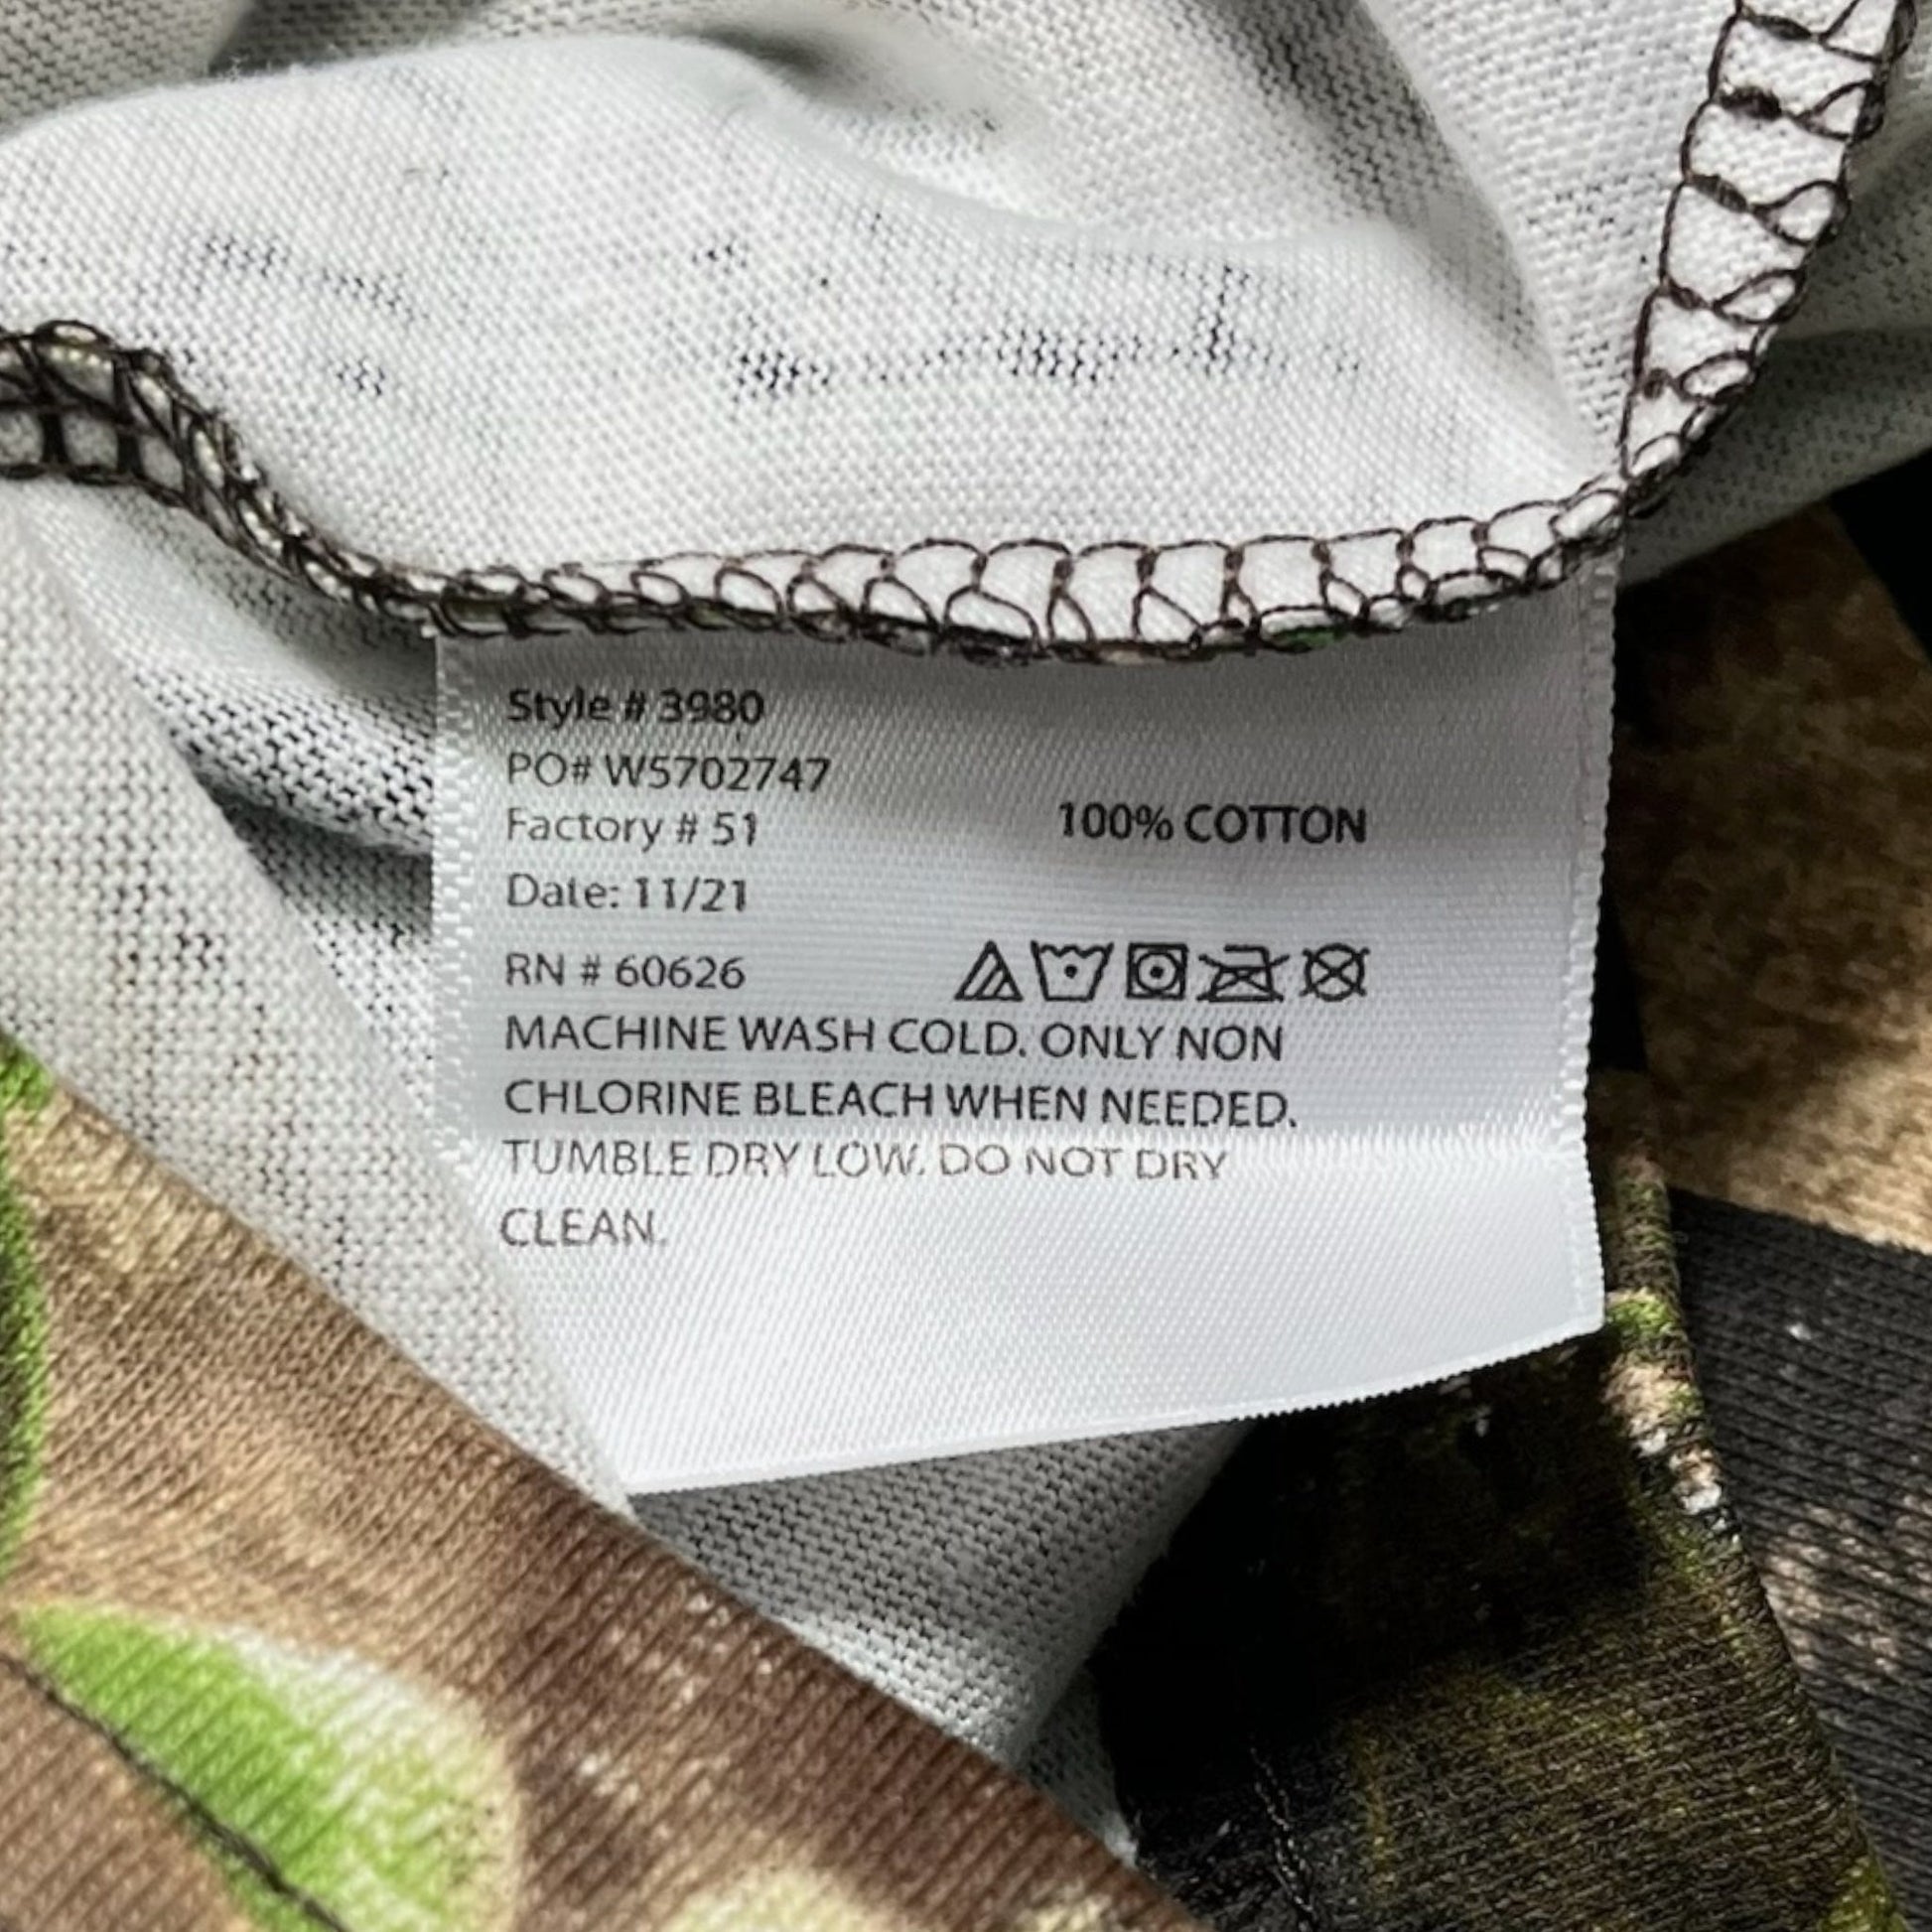 Style # 3980
PO# W5702747
Factory # 51
100% COTTON
Date: 11/21
RN # 60626
MACHINE WASH COLD. ONLY NON
CHLORINE BLEACH WHEN NEEDED.
TUMBLE DRY LOW. DO NOT DRY
CLEAN.